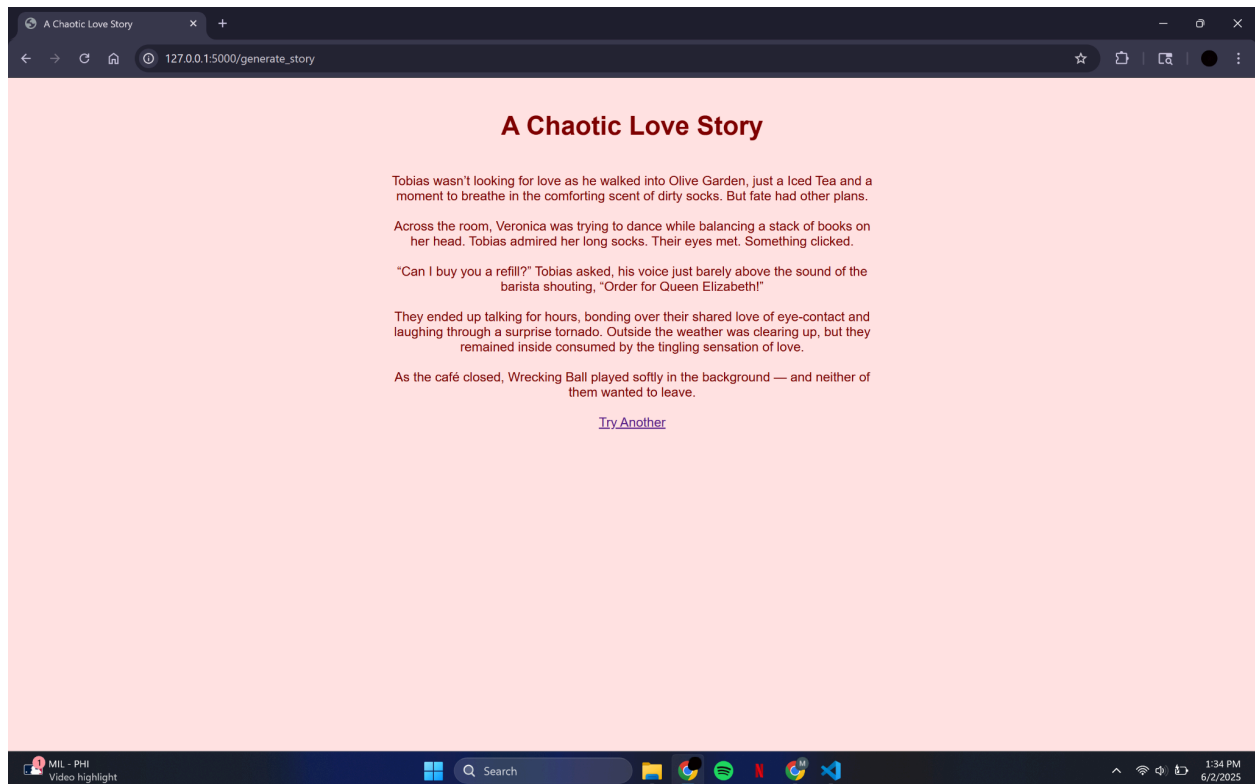 A Chaotic Love Story
127.0.0.1:5000/generate_story
A Chaotic Love Story
Tobias wasn’t looking for love as he walked into Olive Garden, just a Iced Tea and a
moment to breathe in the comforting scent of dirty socks. But fate had other plans.
Across the room, Veronica was trying to dance while balancing a stack of books on
her head. Tobias admired her long socks. Their eyes met. Something clicked.
“Can I buy you a refill?” Tobias asked, his voice just barely above the sound of the
barista shouting, “Order for Queen Elizabeth!”
They ended up talking for hours, bonding over their shared love of eye-contact and
laughing through a surprise tornado. Outside the weather was clearing up, but they
remained inside consumed by the tingling sensation of love.
As the café closed, Wrecking Ball played softly in the background — and neither of
them wanted to leave.
Try Another
1
MIL - PHI
Video highlight
Search
N
M
1:34 PM
6/2/2025